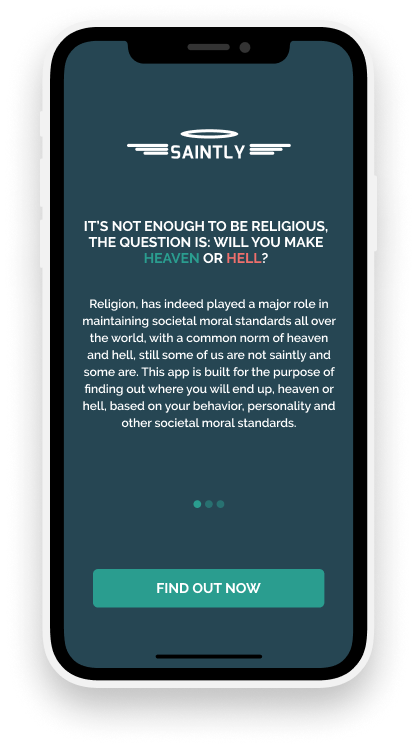 SAINTLY
IT'S NOT ENOUGH TO BE RELIGIOUS,
THE QUESTION IS: WILL YOU MAKE
HEAVEN OR HELL?
Religion, has indeed played a major role in
maintaining societal moral standards all over
the world, with a common norm of heaven
and hell, still some of us are not saintly and
some are. This app is built for the purpose of
finding out where you will end up, heaven or
hell, based on your behavior, personality and
other societal moral standards.
FIND OUT NOW